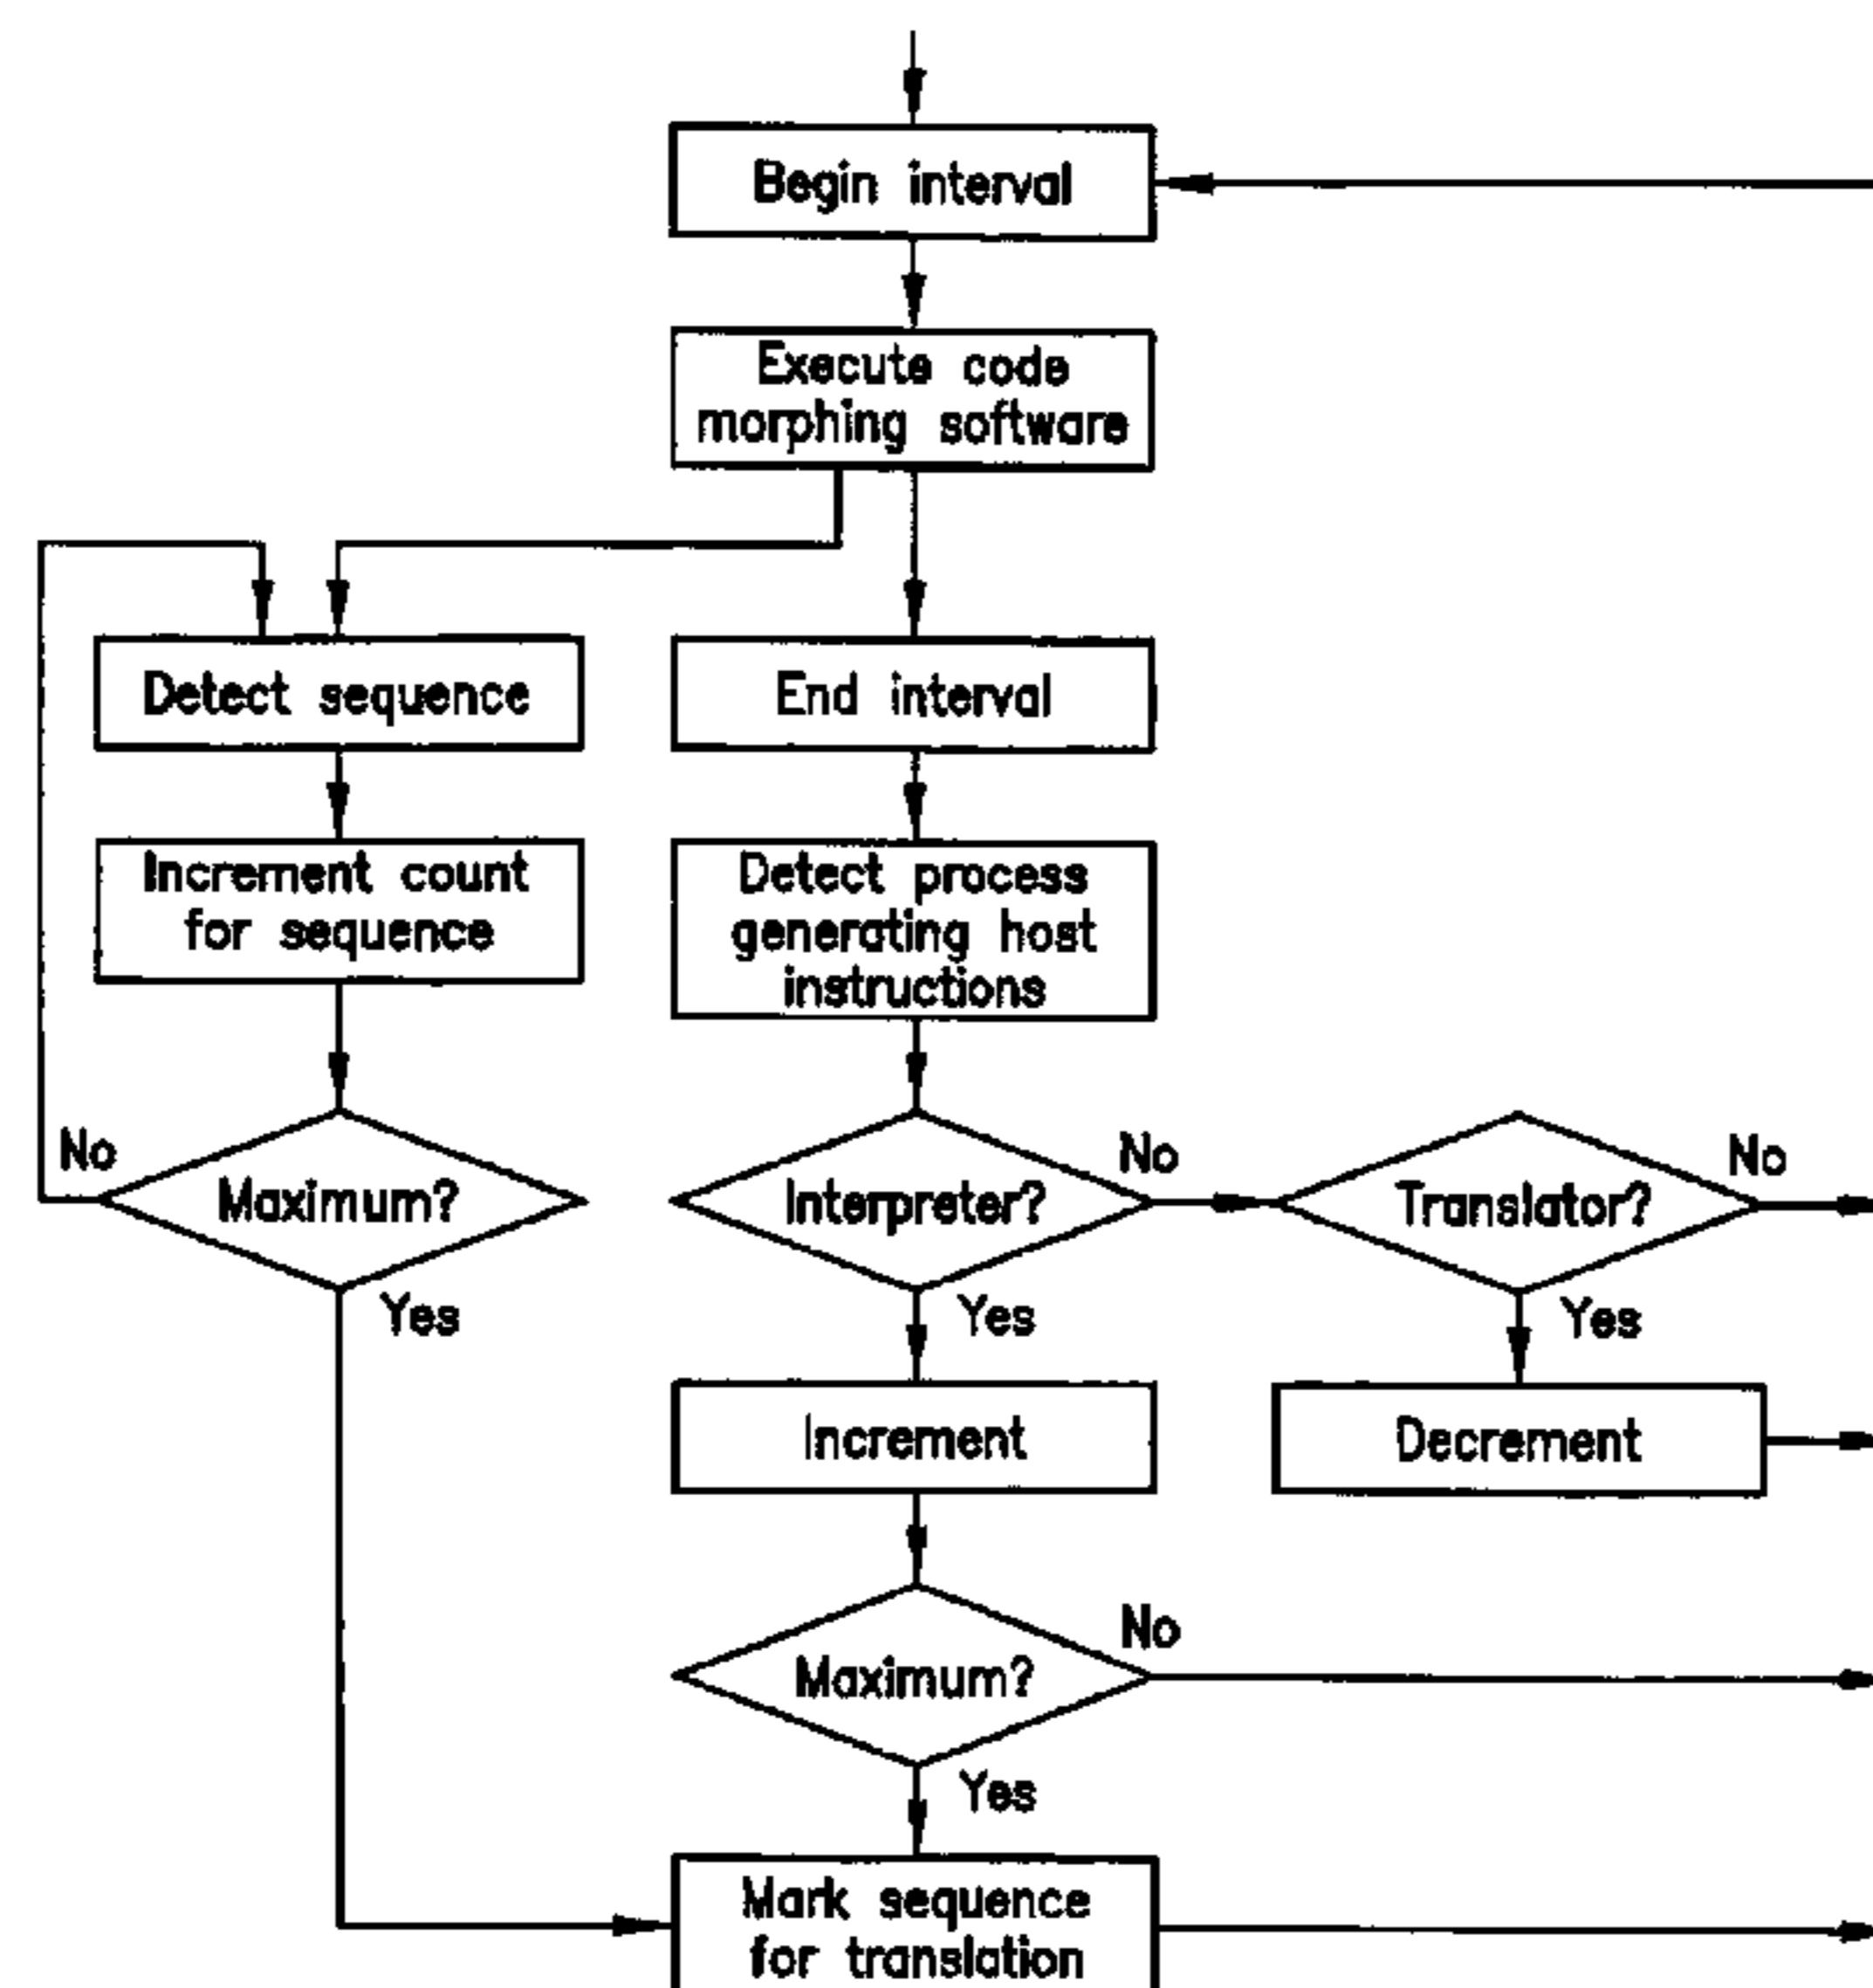 Begin interval
Execute code
morphing software
Detect sequence
End interval
Increment count
for sequence
Detect process
generating host
instructions
No
Maximum?
Yes
Interpreter?
No
Yes
Translator?
No
Yes
Increment
Decrement
Maximum?
No
Yes
Mark sequence
for translation